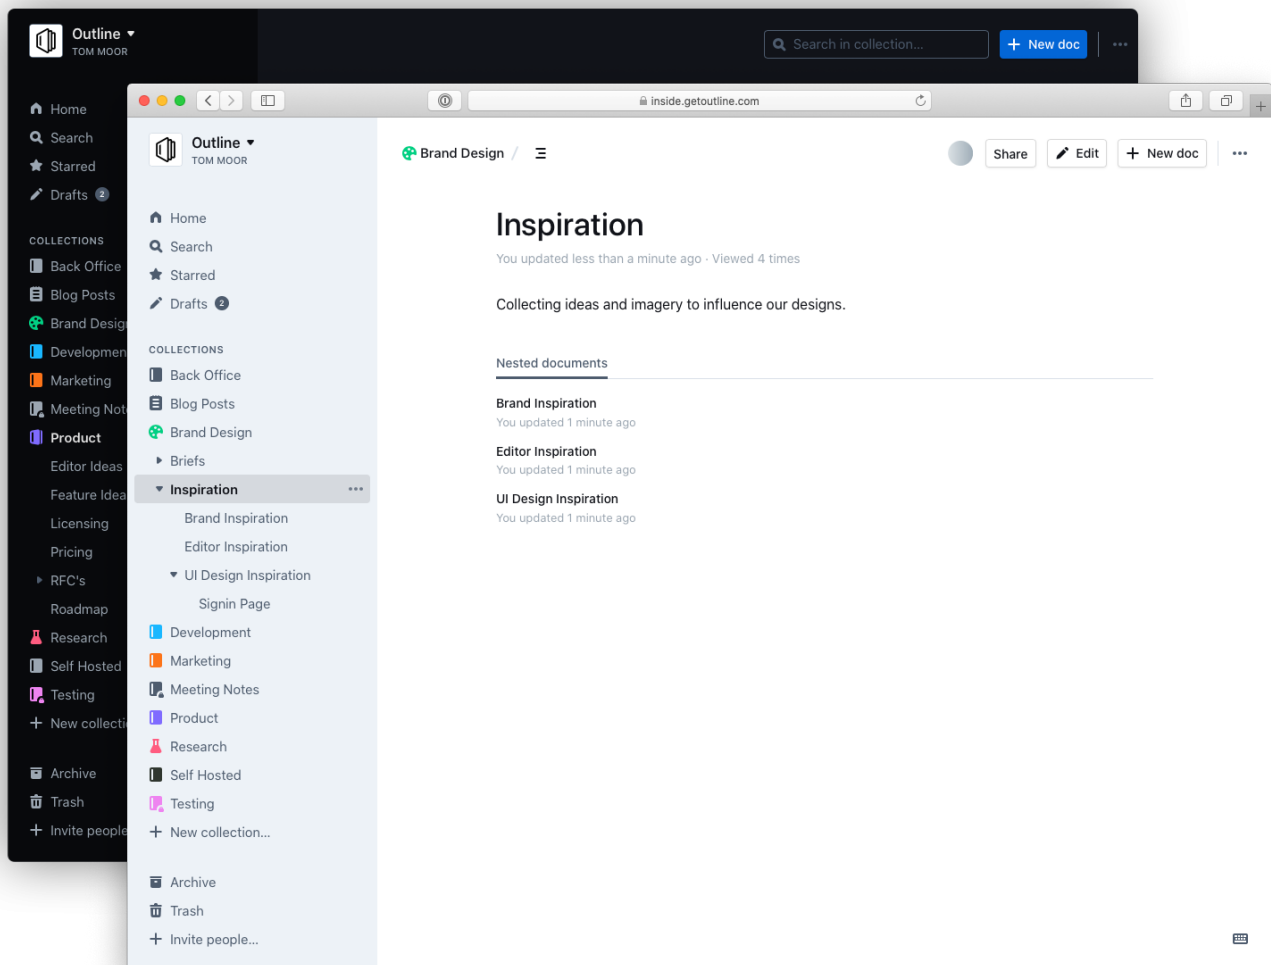 Outline
TOM MOOR
Search in collection...
New doc
Home
Search
Starred
Drafts 2
COLLECTIONS
Back Office
Blog Posts
Brand Design
Developmen
Marketing
Meeting Not
Product
Editor Ideas
Feature Idea
Licensing
Pricing
RFC's
Roadmap
Research
Self Hosted
Testing
New collecti
Archive
Trash
Invite people
inside.getoutline.com
Outline
TOM MOOR
Home
Search
Starred
Drafts 2
COLLECTIONS
Back Office
Blog Posts
Brand Design
Briefs
Inspiration
Brand Inspiration
Editor Inspiration
UI Design Inspiration
Signin Page
Development
Marketing
Meeting Notes
Product
Research
Self Hosted
Testing
New collection...
Archive
Trash
Invite people...
Brand Design /
Share
Edit
New doc
Inspiration
You updated less than a minute ago · Viewed 4 times
Collecting ideas and imagery to influence our designs.
Nested documents
Brand Inspiration
You updated 1 minute ago
Editor Inspiration
You updated 1 minute ago
UI Design Inspiration
You updated 1 minute ago